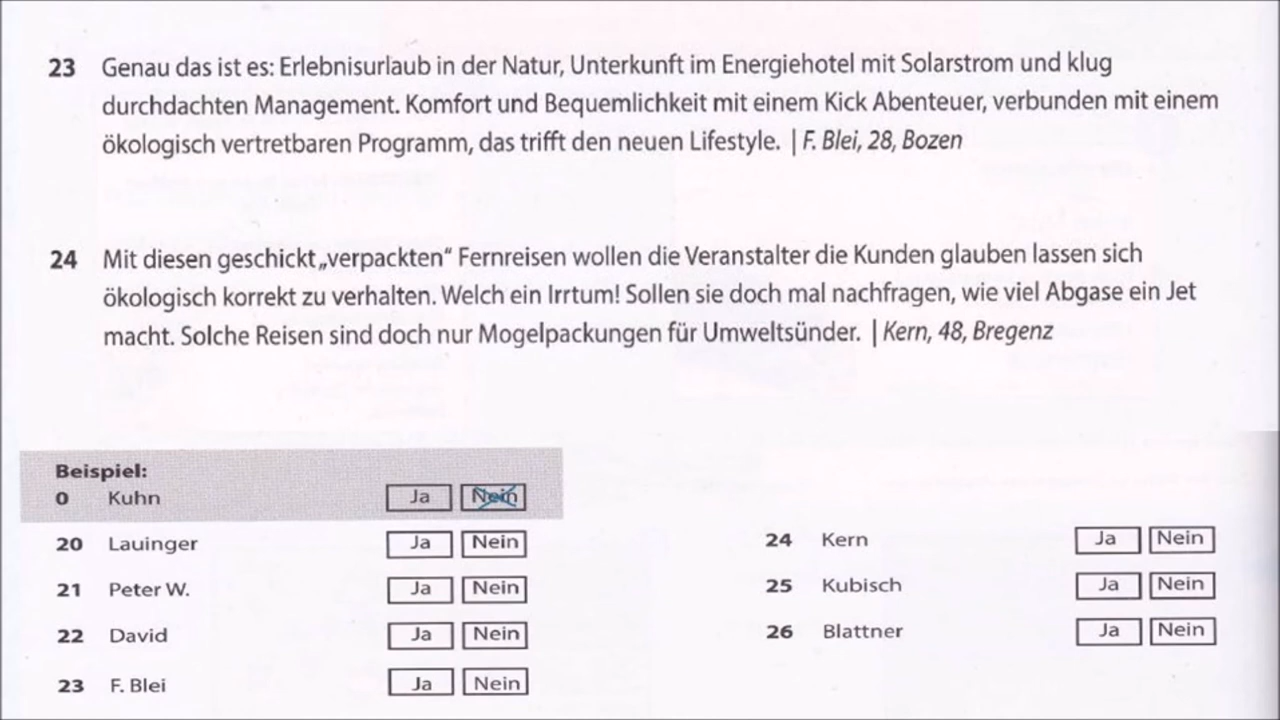 23 Genau das ist es: Erlebnisurlaub in der Natur, Unterkunft im Energiehotel mit Solarstrom und klug
durchdachten Management. Komfort und Bequemlichkeit mit einem Kick Abenteuer, verbunden mit einem
ökologisch vertretbaren Programm, das trifft den neuen Lifestyle. | F. Blei, 28, Bozen
24 Mit diesen geschickt „verpackten“ Fernreisen wollen die Veranstalter die Kunden glauben lassen sich
ökologisch korrekt zu verhalten. Welch ein Irrtum! Sollen sie doch mal nachfragen, wie viel Abgase ein Jet
macht. Solche Reisen sind doch nur Mogelpackungen für Umweltsünder. | Kern, 48, Bregenz
Beispiel:
0 Kuhn Ja Nein
20 Lauinger Ja Nein
21 Peter W. Ja Nein
22 David Ja Nein
23 F. Blei Ja Nein
24 Kern Ja Nein
25 Kubisch Ja Nein
26 Blattner Ja Nein